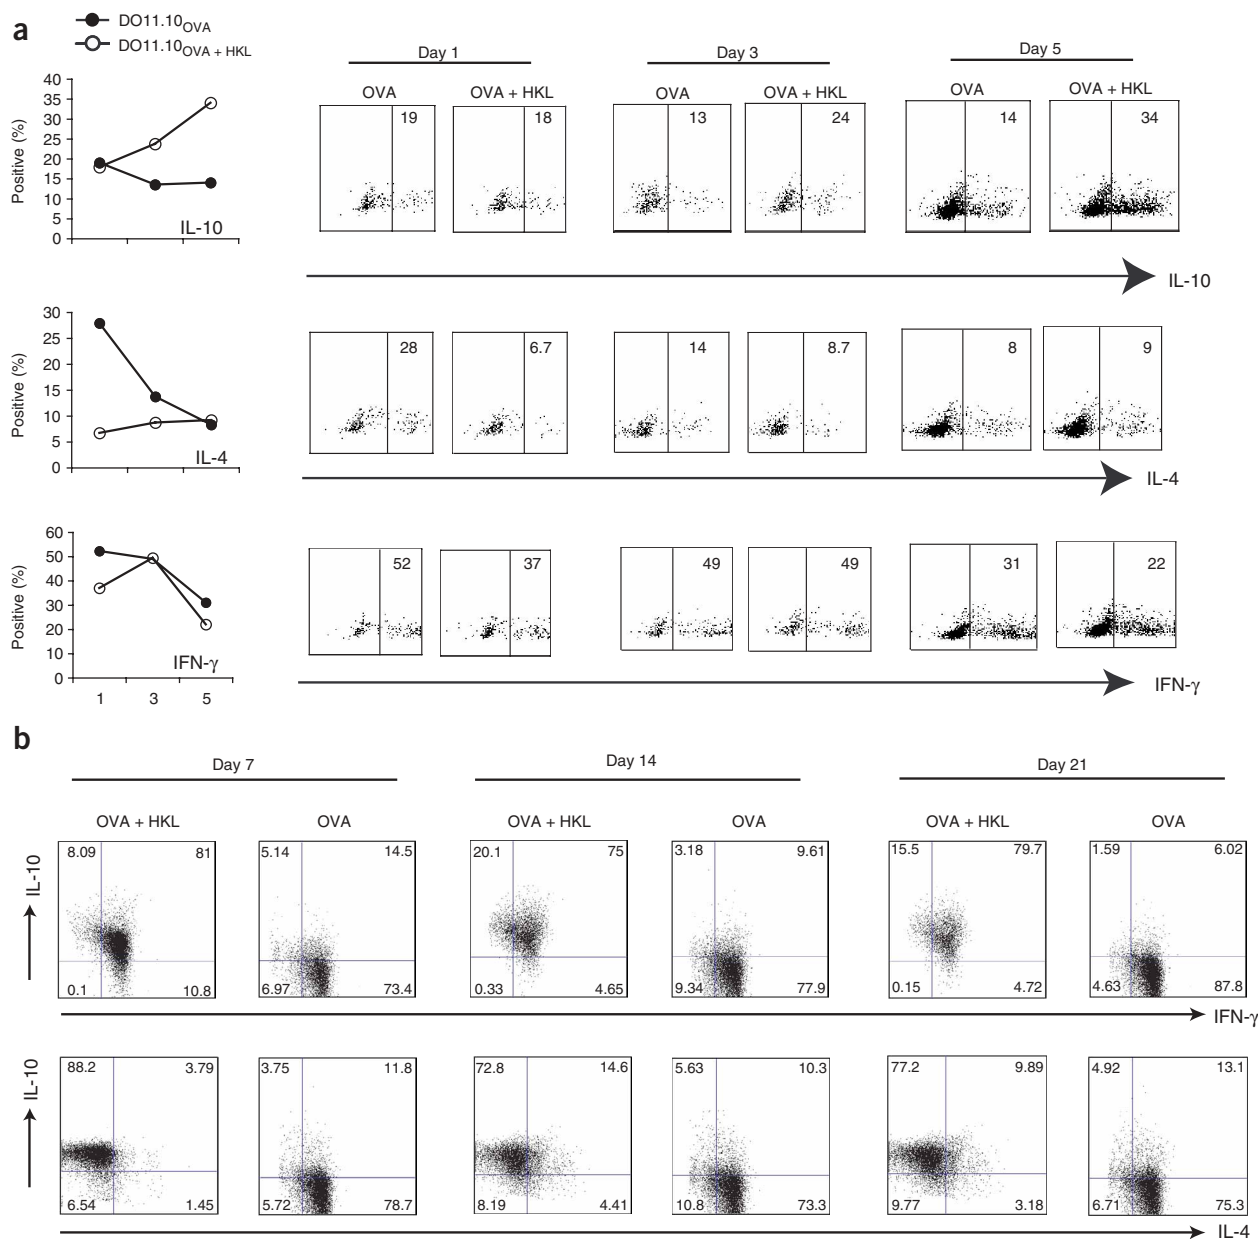 a
DO11.10OVA
DO11.10OVA + HKL
Day 1
Day 3
Day 5
OVA
OVA + HKL
OVA
OVA + HKL
OVA
OVA + HKL
Positive (%)
40
35
30
25
20
15
10
5
0
IL-10
19
18
13
24
14
34
IL-10
Positive (%)
30
25
20
15
10
5
0
IL-4
28
6.7
14
8.7
8
9
IL-4
Positive (%)
60
50
40
30
20
10
0
IFN-γ
1
3
5
52
37
49
49
31
22
IFN-γ
b
Day 7
Day 14
Day 21
OVA + HKL
OVA
OVA + HKL
OVA
OVA + HKL
OVA
IL-10
8.09 81
0.1 10.8
5.14 14.5
6.97 73.4
20.1 75
0.33 4.65
3.18 9.61
9.34 77.9
15.5 79.7
0.15 4.72
1.59 6.02
4.63 87.8
IFN-γ
IL-10
88.2 3.79
6.54 1.45
3.75 11.8
5.72 78.7
72.8 14.6
8.19 4.41
5.63 10.3
10.8 73.3
77.2 9.89
9.77 3.18
4.92 13.1
6.71 75.3
IL-4